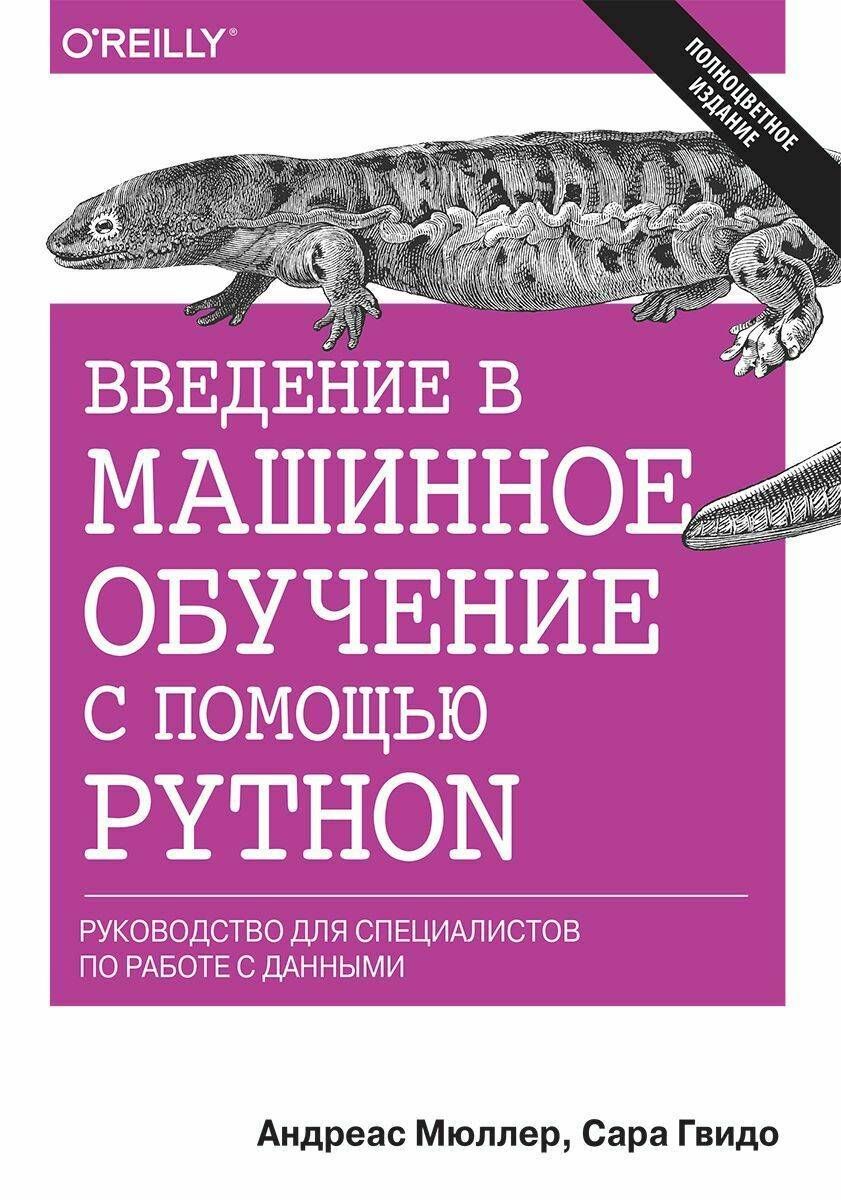 O'REILLY®
ПОЛНОЦВЕТНОЕ
ИЗДАНИЕ
ВВЕДЕНИЕ В
МАШИННОЕ
ОБУЧЕНИЕ
С ПОМОЩЬЮ
PYTHON
РУКОВОДСТВО ДЛЯ СПЕЦИАЛИСТОВ
ПО РАБОТЕ С ДАННЫМИ
Андреас Мюллер, Сара Гвидо